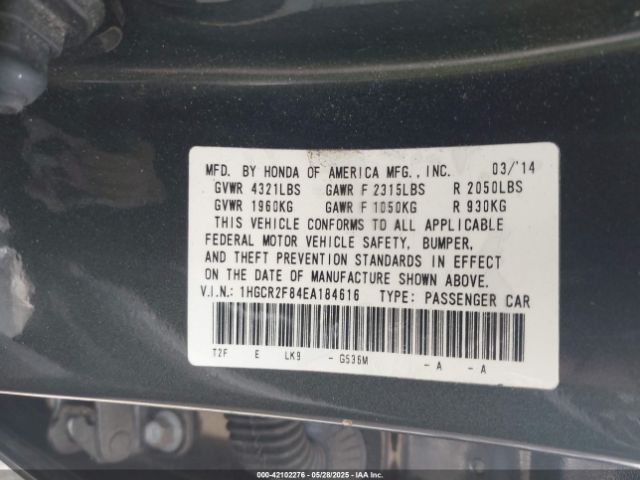 MFD. BY HONDA OF AMERICA MFG., INC. 03/'14
GVWR 4321LBS GAWR F 2315LBS R 2050LBS
GVWR 1960KG GAWR F 1050KG R 930KG
THIS VEHICLE CONFORMS TO ALL APPLICABLE
FEDERAL MOTOR VEHICLE SAFETY, BUMPER,
AND THEFT PREVENTION STANDARDS IN EFFECT
ON THE DATE OF MANUFACTURE SHOWN ABOVE.
V.I.N.: 1HGCR2F84EA184616 TYPE: PASSENGER CAR
T2F E LK9 - G536M - A - A
000-42102276 | 05/28/2025 | IAA Inc.